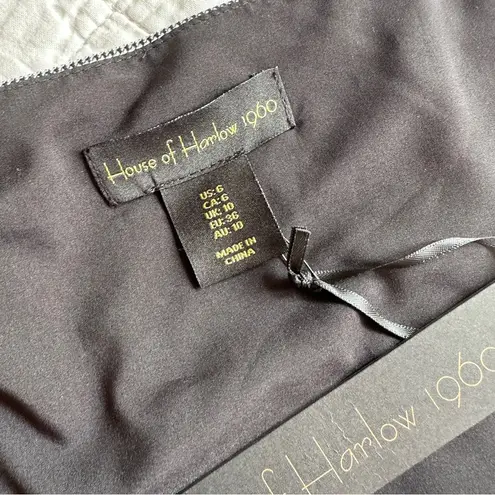 House of Harlow 1960
US: 6
CA: 6
UK: 10
EU: 36
AU: 10
MADE IN
CHINA
of Harlow 1960